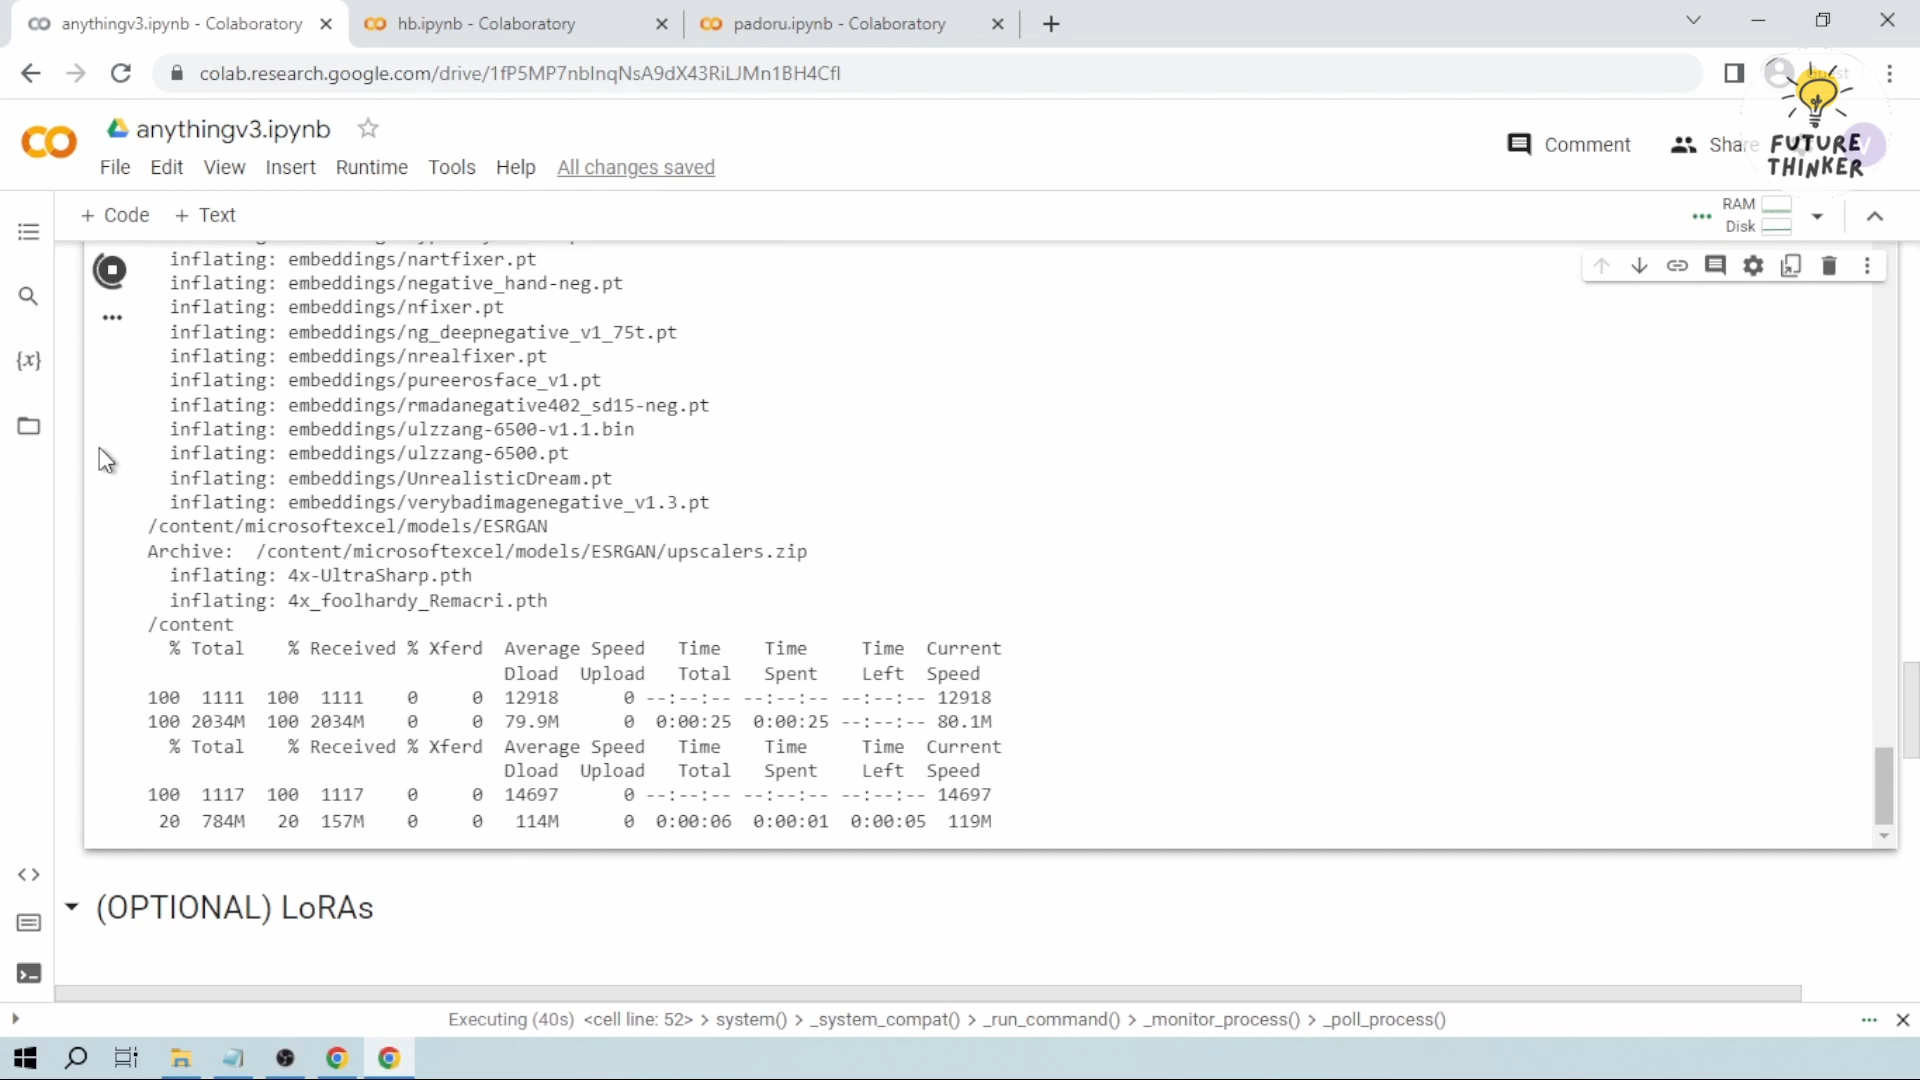 anythingv3.ipynb - Colaboratory
hb.ipynb - Colaboratory
padoru.ipynb - Colaboratory
colab.research.google.com/drive/1fP5MP7nbInqNsA9dX43RiLJMn1BH4CfI
Guest
anythingv3.ipynb
Comment
Share
FUTURE
THINKER
File Edit View Insert Runtime Tools Help All changes saved
+ Code + Text
RAM
Disk
inflating: embeddings/nartfixer.pt
inflating: embeddings/negative_hand-neg.pt
inflating: embeddings/nfixer.pt
inflating: embeddings/ng_deepnegative_v1_75t.pt
inflating: embeddings/nrealfixer.pt
inflating: embeddings/pureerosface_v1.pt
inflating: embeddings/rmadanegative402_sd15-neg.pt
inflating: embeddings/ulzzang-6500-v1.1.bin
inflating: embeddings/ulzzang-6500.pt
inflating: embeddings/UnrealisticDream.pt
inflating: embeddings/verybadimagenegative_v1.3.pt
/content/microsoftexcel/models/ESRGAN
Archive: /content/microsoftexcel/models/ESRGAN/upscalers.zip
inflating: 4x-UltraSharp.pth
inflating: 4x_foolhardy_Remacri.pth
/content
% Total % Received % Xferd Average Speed Time Time Time Current
Dload Upload Total Spent Left Speed
100 1111 100 1111 0 0 12918 0 --:--:-- --:--:-- --:--:-- 12918
100 2034M 100 2034M 0 0 79.9M 0 0:00:25 0:00:25 --:--:-- 80.1M
% Total % Received % Xferd Average Speed Time Time Time Current
Dload Upload Total Spent Left Speed
100 1117 100 1117 0 0 14697 0 --:--:-- --:--:-- --:--:-- 14697
20 784M 20 157M 0 0 114M 0 0:00:06 0:00:01 0:00:05 119M
(OPTIONAL) LoRAs
Executing (40s) <cell line: 52> > system() > _system_compat() > _run_command() > _monitor_process() > _poll_process()